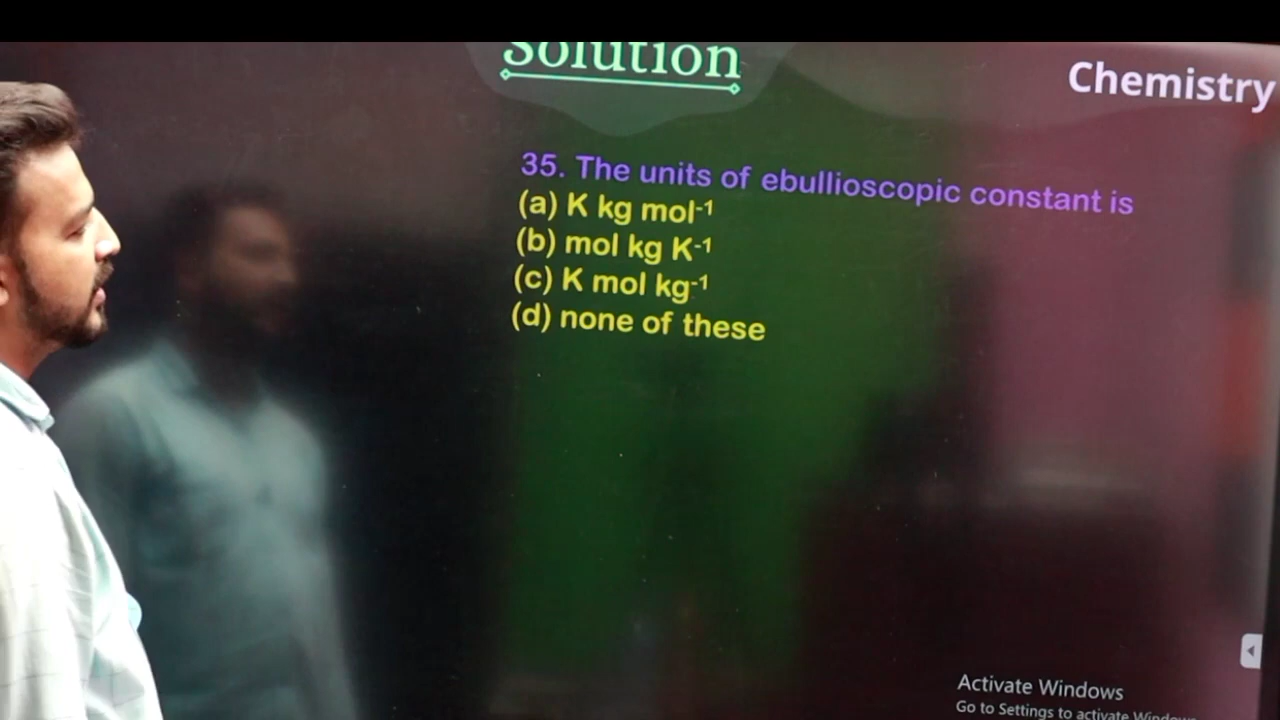 Solution
Chemistry
35. The units of ebullioscopic constant is
(a) K kg mol⁻¹
(b) mol kg K⁻¹
(c) K mol kg⁻¹
(d) none of these
Activate Windows
Go to Settings to activate Windows